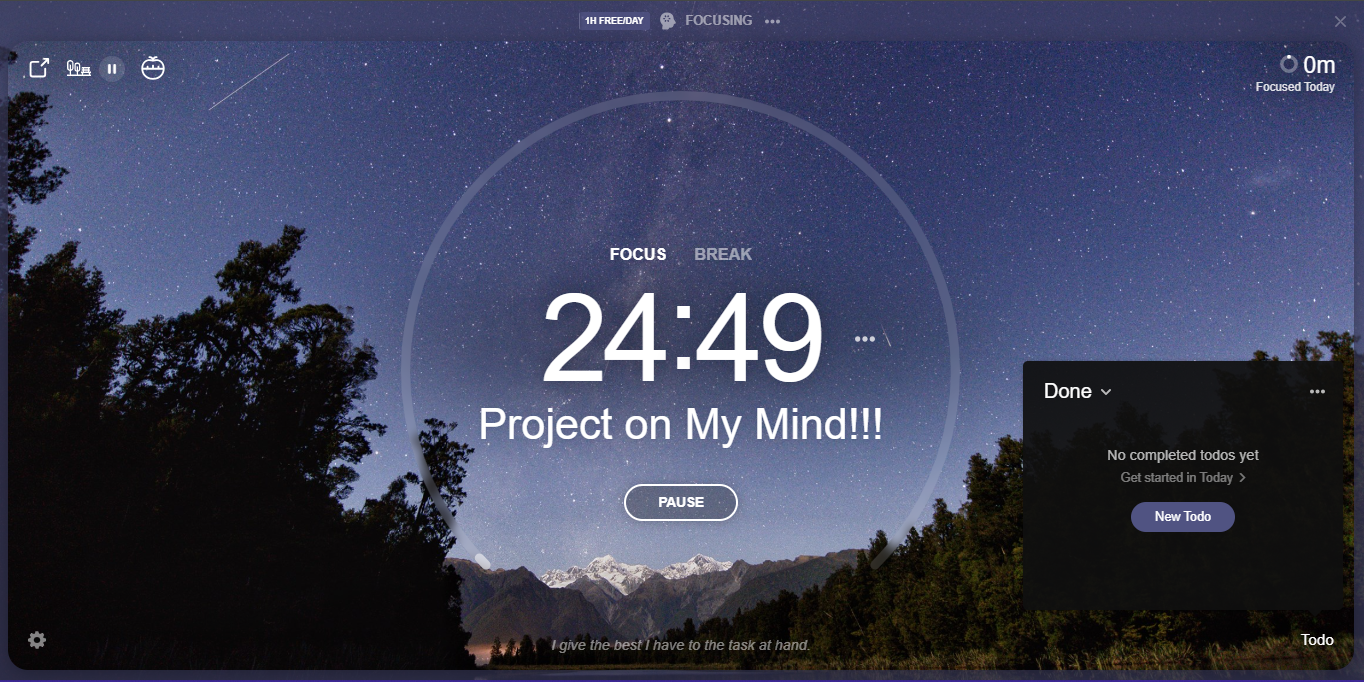 1H FREE/DAY FOCUSING •••
0m
Focused Today
FOCUS BREAK
24:49
Project on My Mind!!!
PAUSE
Done
No completed todos yet
Get started in Today >
New Todo
I give the best I have to the task at hand.
Todo